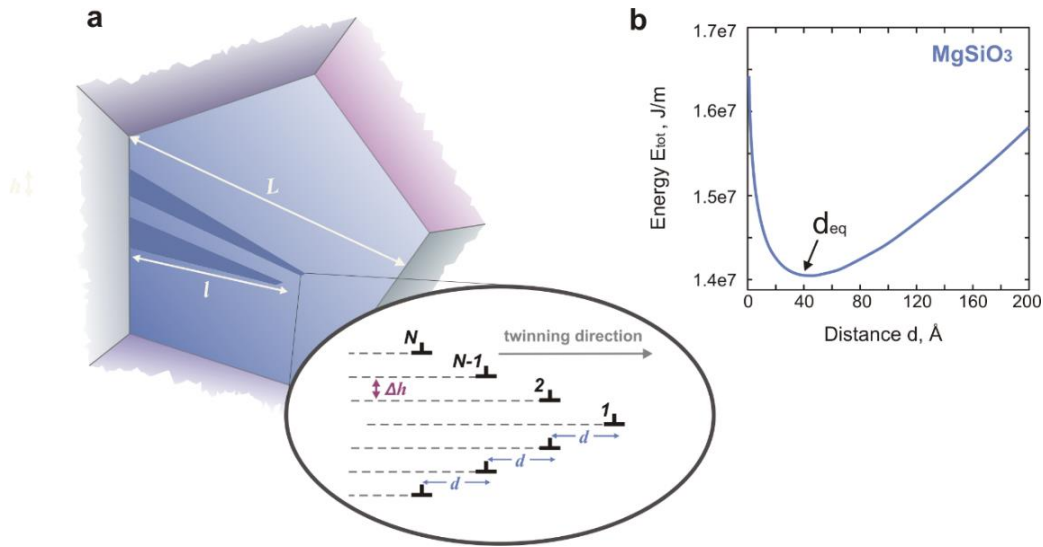 a
h
L
l
N
twinning direction
N-1
Δh
2
1
d
d
d
b
1.7e7
MgSiO₃
1.6e7
Energy Eₜₒₜ, J/m
1.5e7
d_eq
1.4e7
0 40 80 120 160 200
Distance d, Å